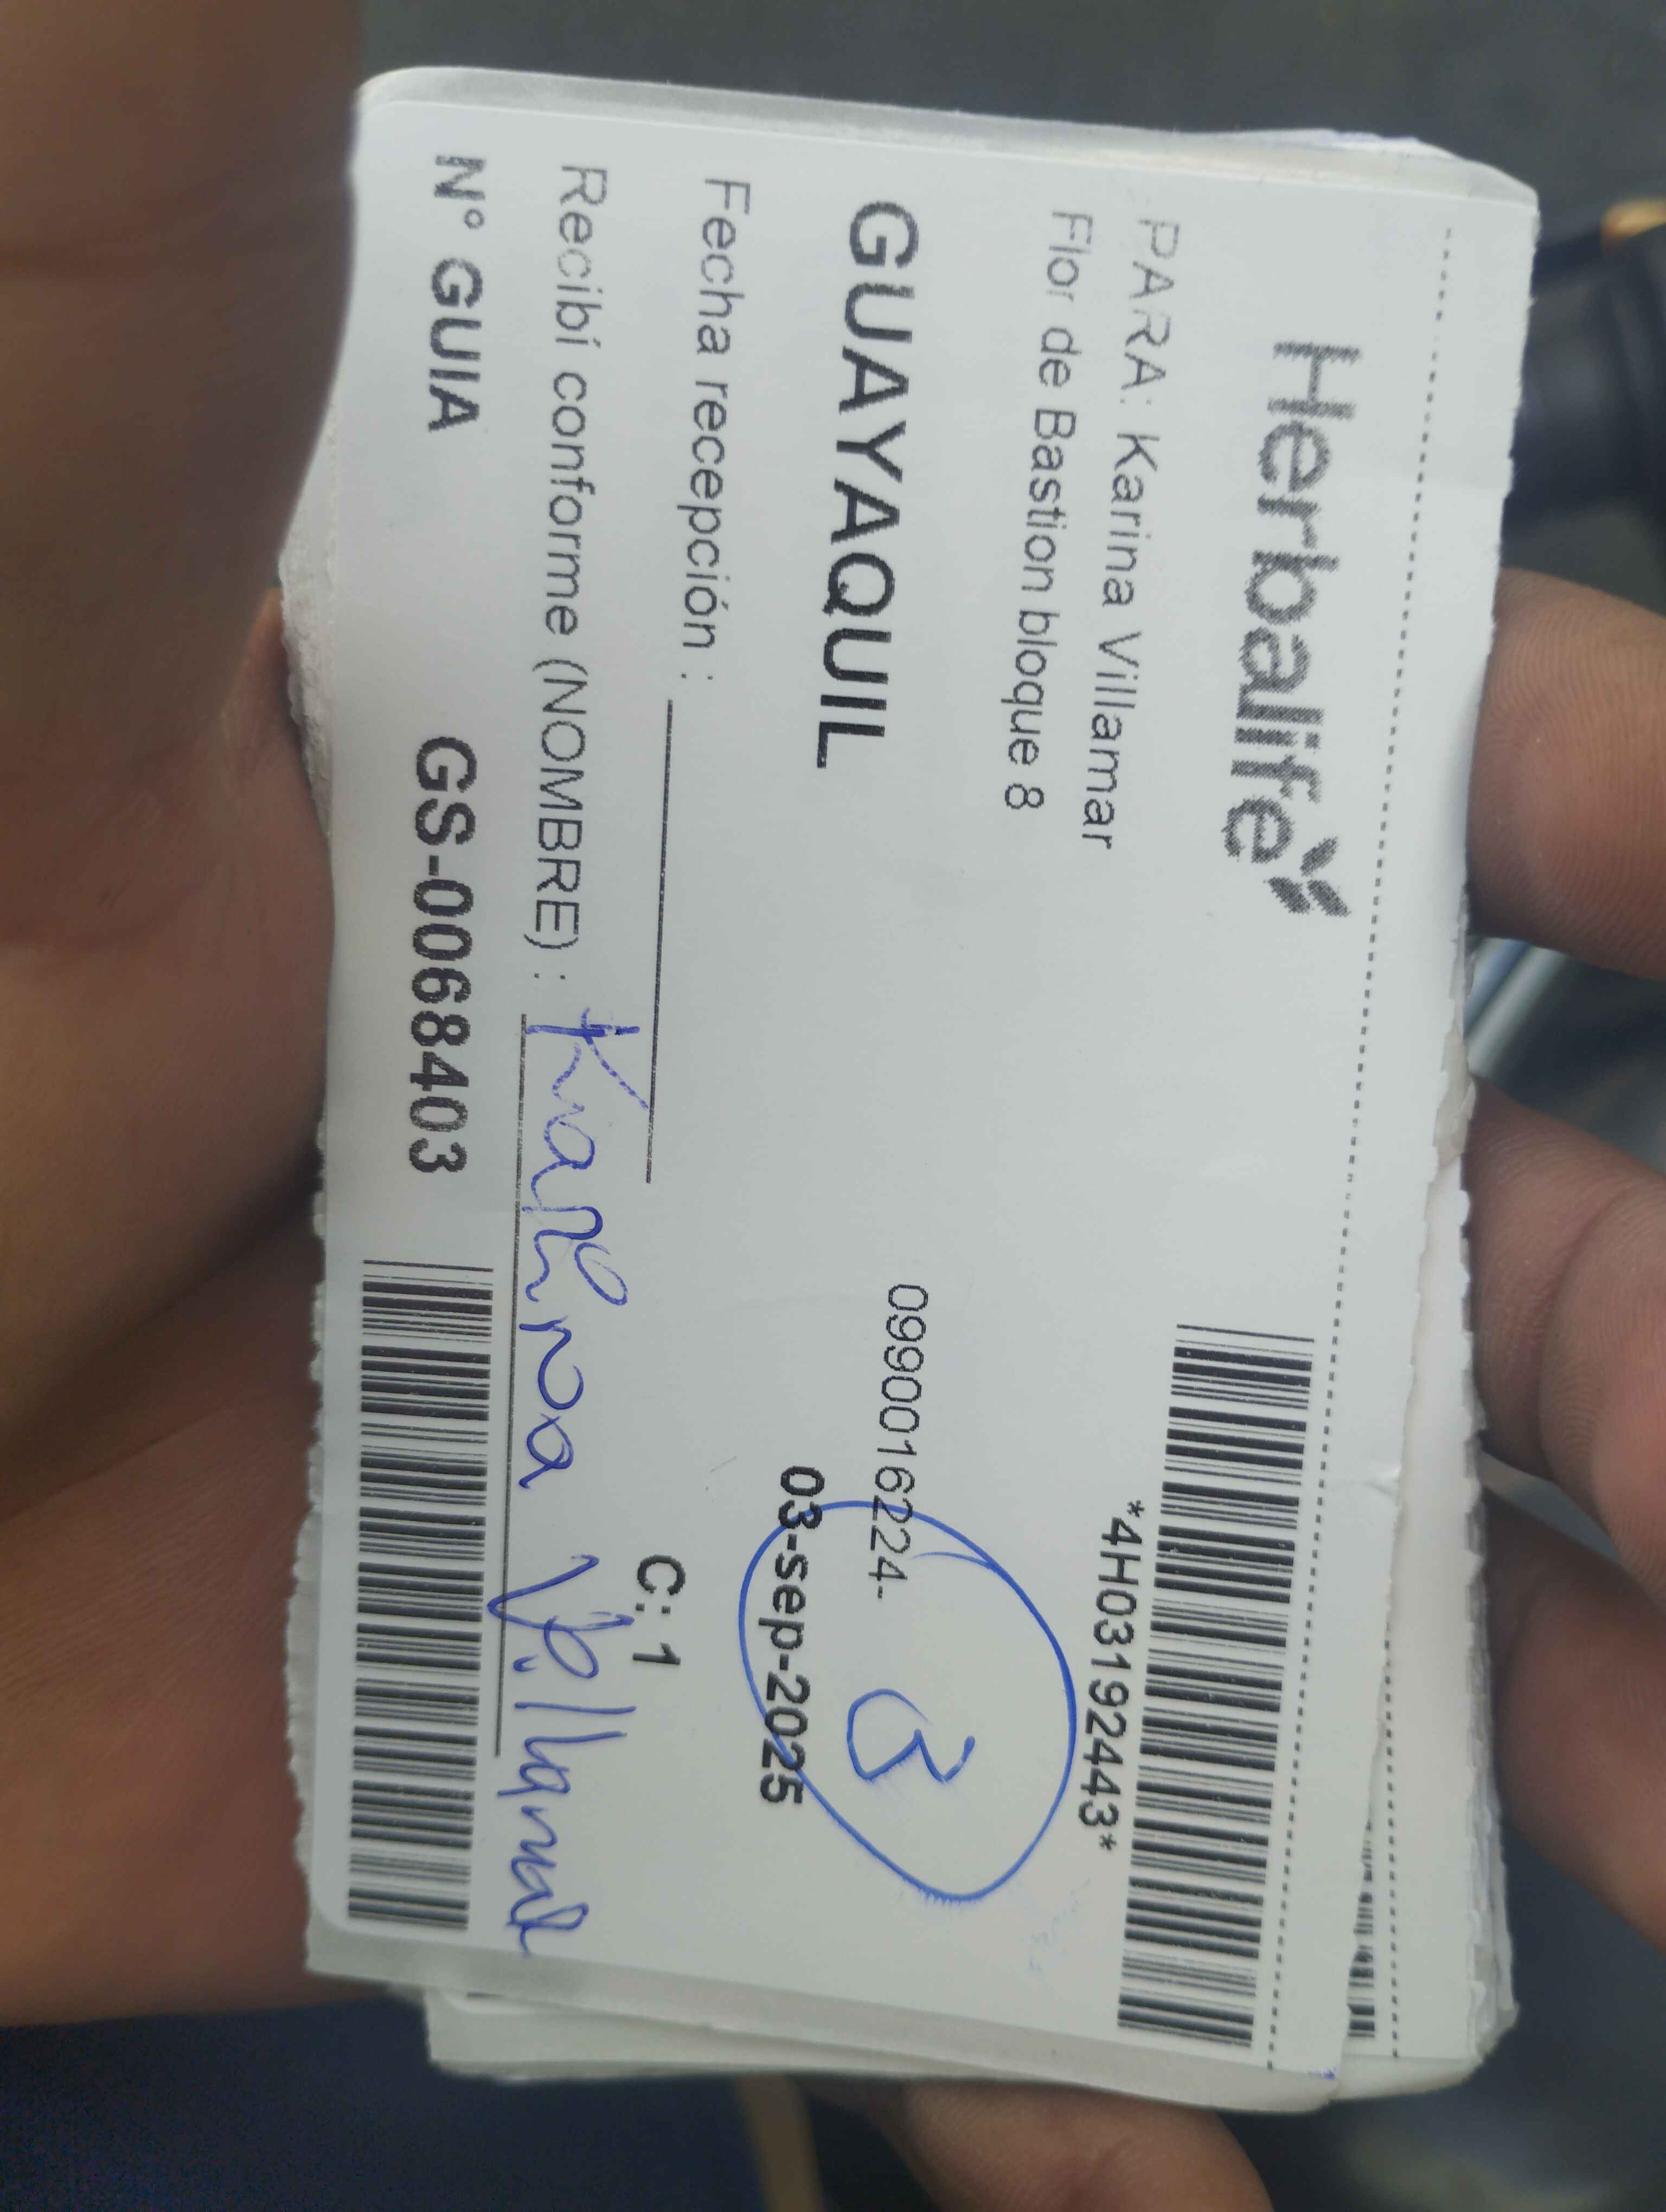 Herbalife
*4H03192443*
PARA: Karina Villamar
Flor de Bastion bloque 8
0990016224-
3
GUAYAQUIL
03-sep-2025
Fecha recepción :
C: 1
Recibí conforme (NOMBRE) : Karina Villamar
N° GUIA GS-0068403